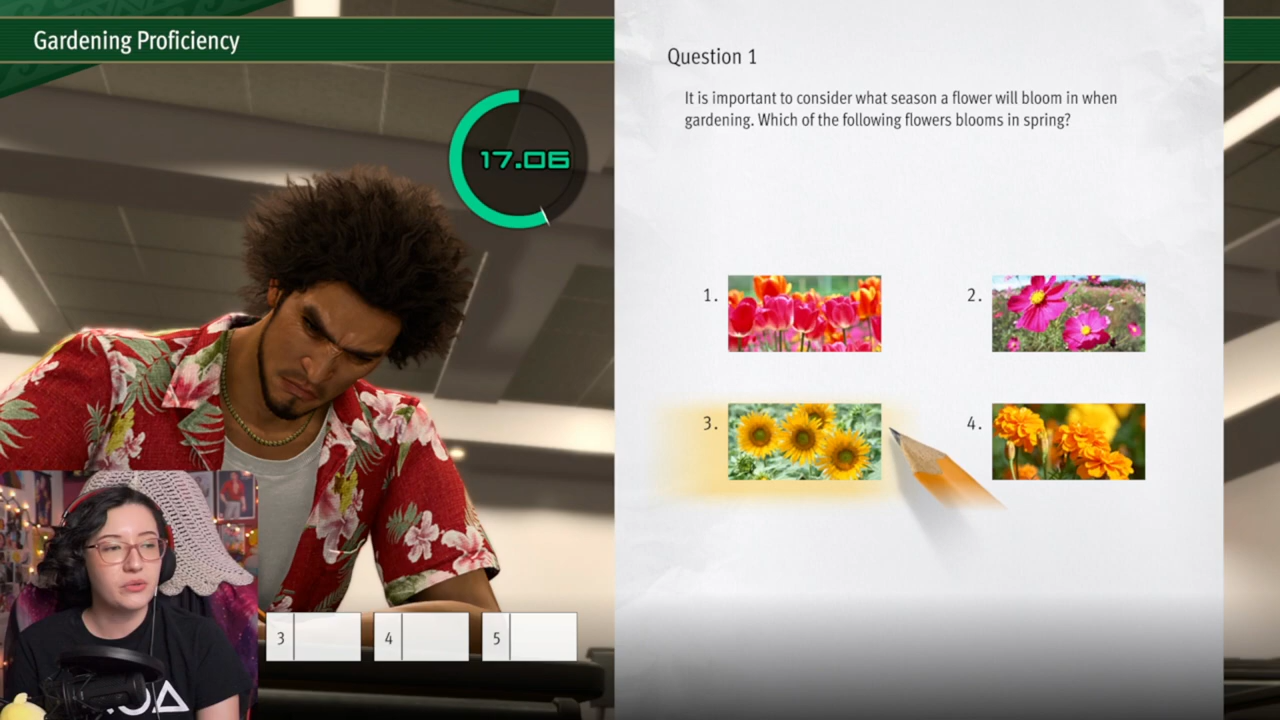 Gardening Proficiency
17.06
Question 1
It is important to consider what season a flower will bloom in when
gardening. Which of the following flowers blooms in spring?
1.
2.
3.
4.
3
4
5